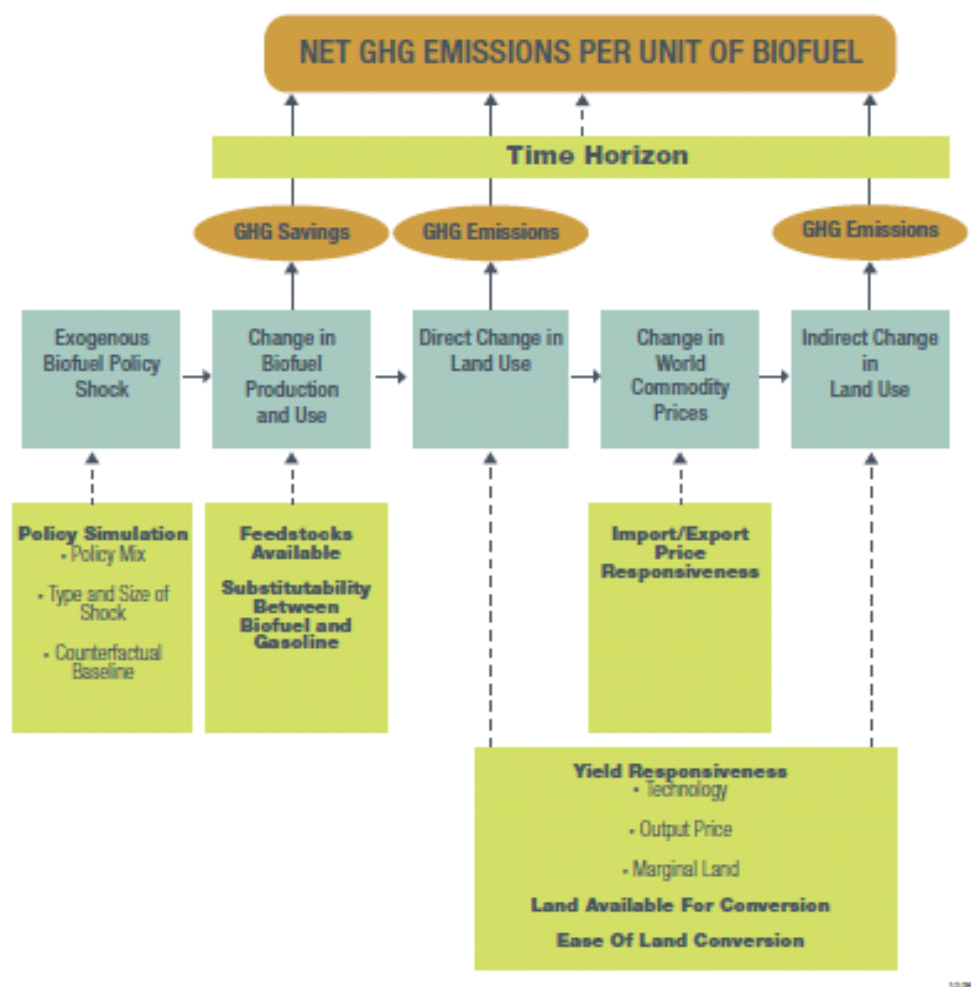 NET GHG EMISSIONS PER UNIT OF BIOFUEL
Time Horizon
GHG Savings
GHG Emissions
GHG Emissions
Exogenous
Biofuel Policy
Shock
Change in
Biofuel
Production
and Use
Direct Change in
Land Use
Change in
World
Commodity
Prices
Indirect Change
in
Land Use
Policy Simulation
• Policy Mix
• Type and Size of
Shock
• Counterfactual
Baseline
Feedstocks
Available
Substitutability
Between
Biofuel and
Gasoline
Import/Export
Price
Responsiveness
Yield Responsiveness
• Technology
• Output Price
• Marginal Land
Land Available For Conversion
Ease Of Land Conversion